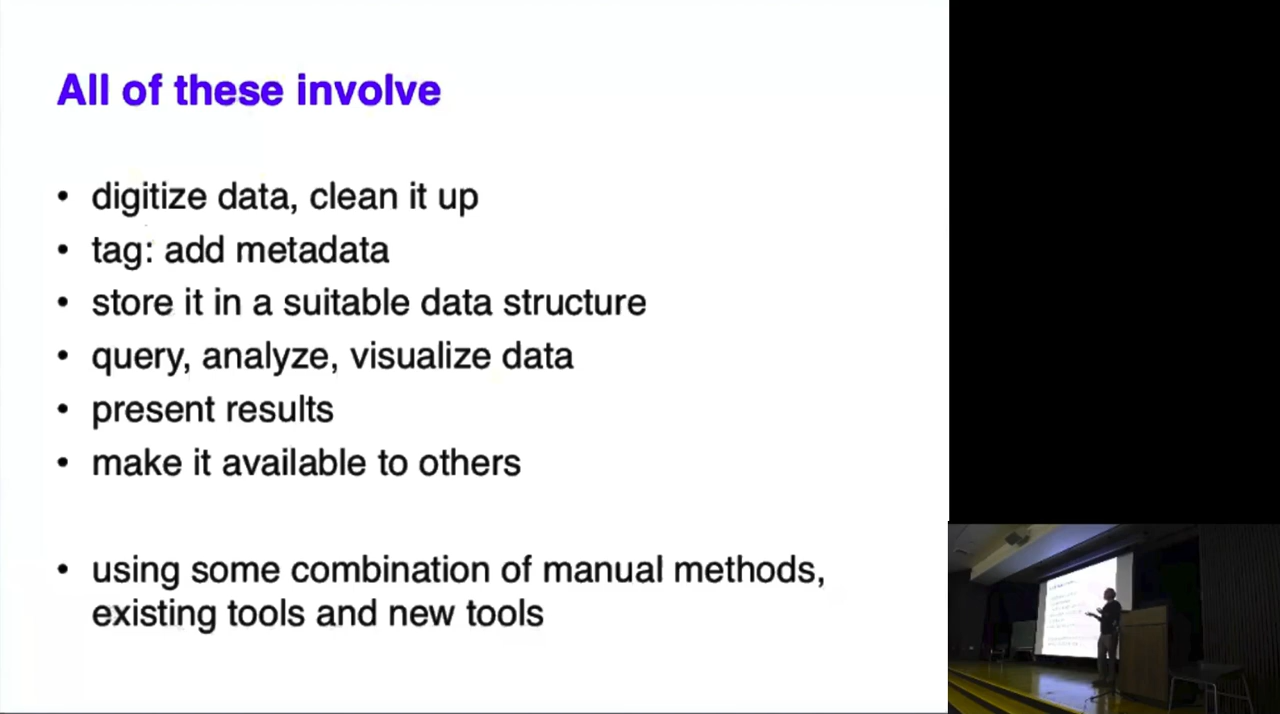 All of these involve
• digitize data, clean it up
• tag: add metadata
• store it in a suitable data structure
• query, analyze, visualize data
• present results
• make it available to others
• using some combination of manual methods,
existing tools and new tools